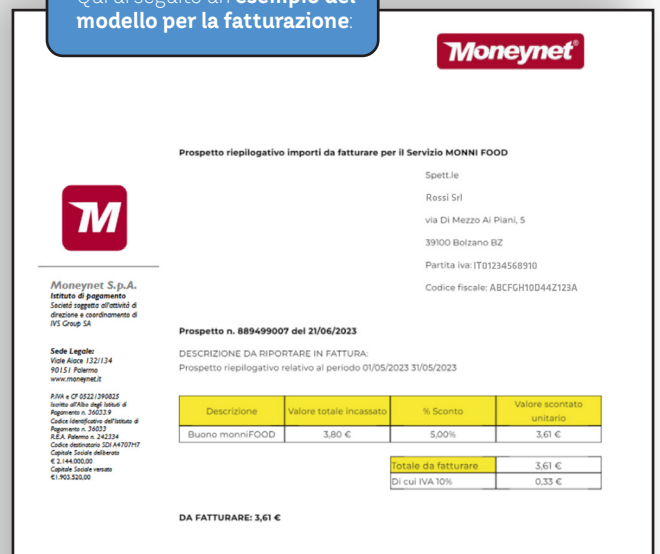 Qui di seguito un esempio del
modello per la fatturazione:
Moneynet®
Prospetto riepilogativo importi da fatturare per il Servizio MONNI FOOD
Spett.le
Rossi Srl
via Di Mezzo Ai Piani, 5
39100 Bolzano BZ
Partita iva: IT01234568910
Codice fiscale: ABCFGH10D44Z123A
M
Moneynet S.p.A.
Istituto di pagamento
Società soggetta all'attività di
direzione e coordinamento di
IVS Group SA
Sede Legale:
Viale Aiace 132/134
90151 Palermo
www.moneynet.it
P.IVA e CF 05221390825
Iscritto all'Albo degli Istituti di
Pagamento n. 36033.9
Codice Identificativo dell'Istituto di
Pagamento n. 36033
R.E.A. Palermo n. 242334
Codice destinatario SDI A4707H7
Capitale Sociale deliberato
€ 2.144.000,00
Capitale Sociale versato
€1.903.520,00
Prospetto n. 889499007 del 21/06/2023
DESCRIZIONE DA RIPORTARE IN FATTURA:
Prospetto riepilogativo relativo al periodo 01/05/2023 31/05/2023
Descrizione Valore totale incassato % Sconto Valore scontato unitario
Buono monniFOOD 3,80 € 5,00% 3,61 €
Totale da fatturare 3,61 €
Di cui IVA 10% 0,33 €
DA FATTURARE: 3,61 €